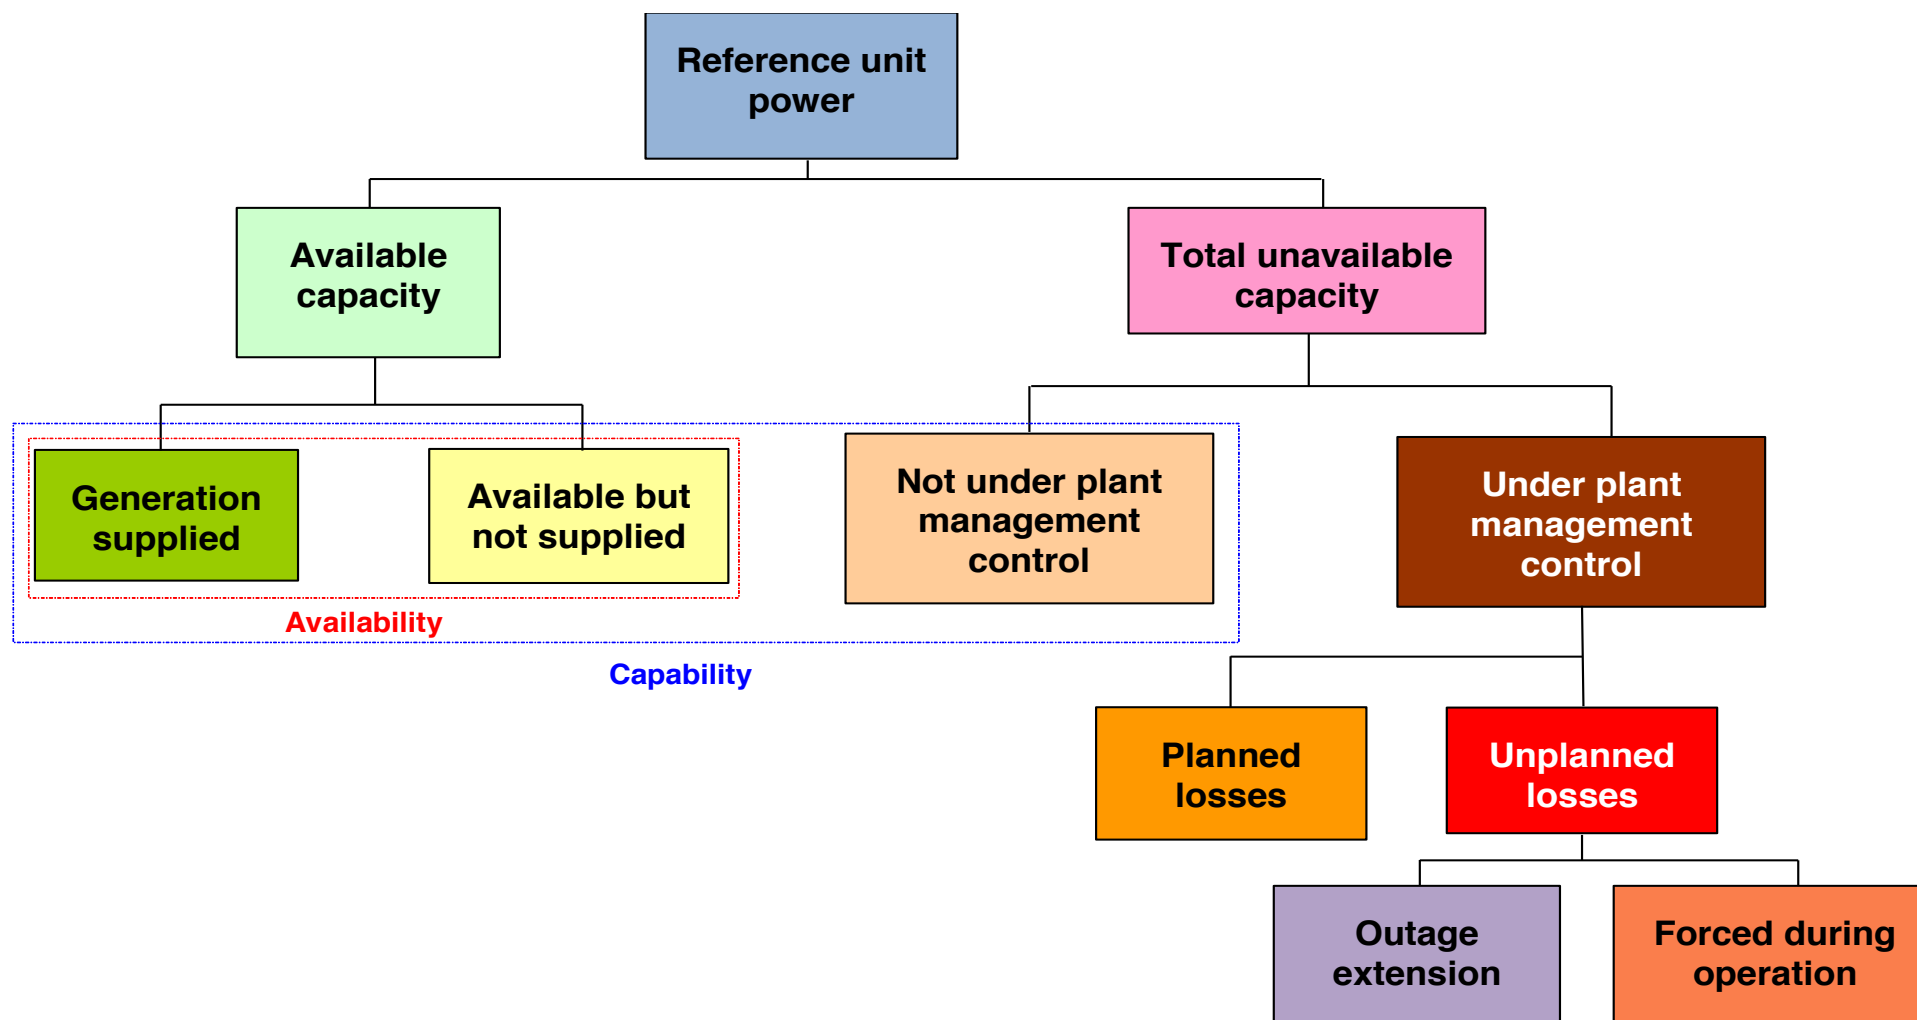 Reference unit
power
Available
capacity
Total unavailable
capacity
Generation
supplied
Available but
not supplied
Not under plant
management
control
Under plant
management
control
Availability
Capability
Planned
losses
Unplanned
losses
Outage
extension
Forced during
operation